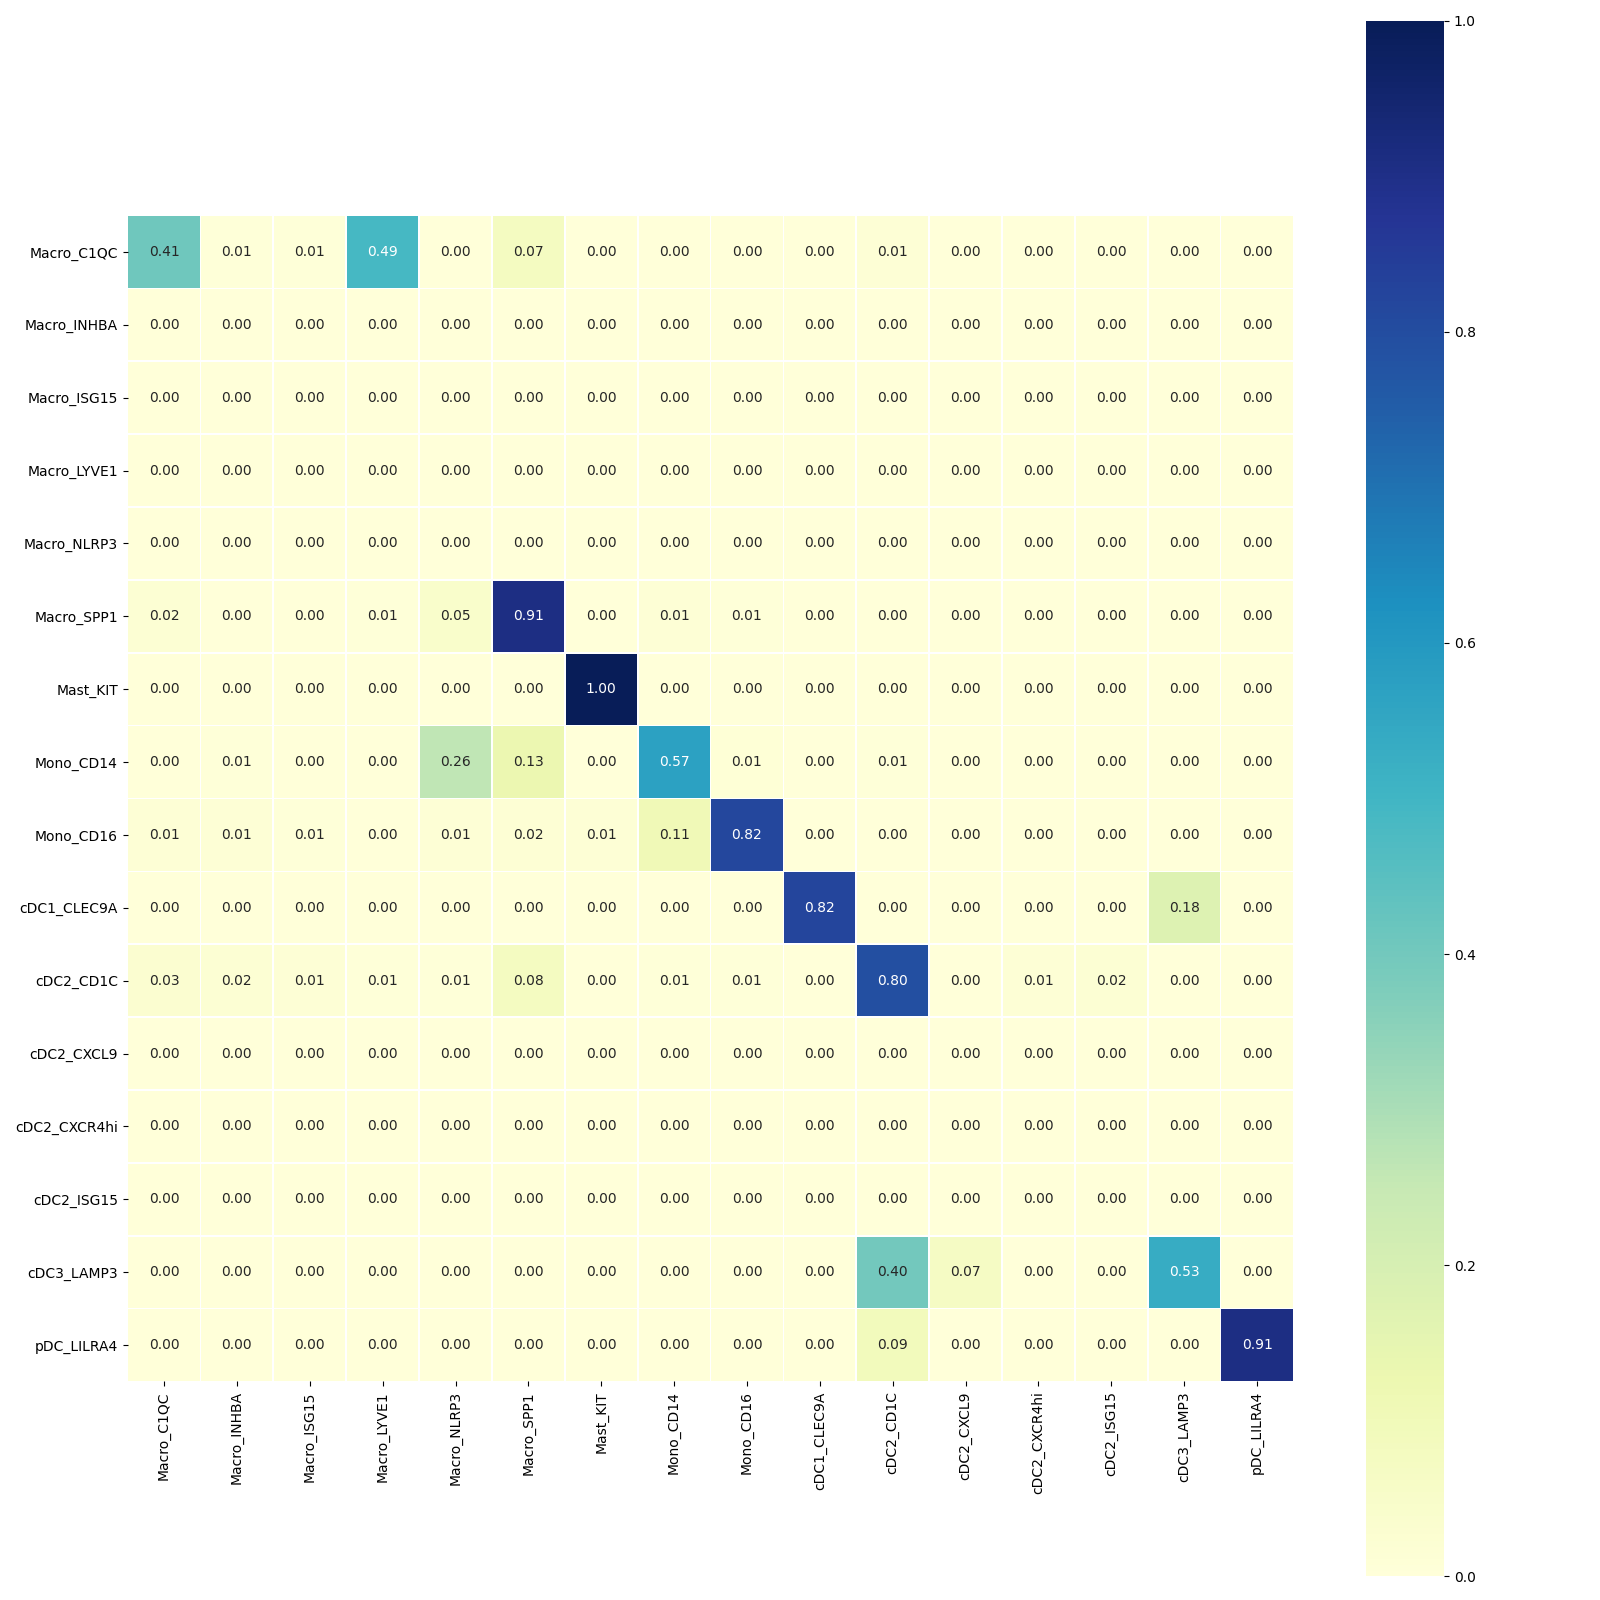 1.0
0.8
0.6
0.4
0.2
0.0
Macro_C1QC 0.41 0.01 0.01 0.49 0.00 0.07 0.00 0.00 0.00 0.00 0.01 0.00 0.00 0.00 0.00 0.00
Macro_INHBA 0.00 0.00 0.00 0.00 0.00 0.00 0.00 0.00 0.00 0.00 0.00 0.00 0.00 0.00 0.00 0.00
Macro_ISG15 0.00 0.00 0.00 0.00 0.00 0.00 0.00 0.00 0.00 0.00 0.00 0.00 0.00 0.00 0.00 0.00
Macro_LYVE1 0.00 0.00 0.00 0.00 0.00 0.00 0.00 0.00 0.00 0.00 0.00 0.00 0.00 0.00 0.00 0.00
Macro_NLRP3 0.00 0.00 0.00 0.00 0.00 0.00 0.00 0.00 0.00 0.00 0.00 0.00 0.00 0.00 0.00 0.00
Macro_SPP1 0.02 0.00 0.00 0.01 0.05 0.91 0.00 0.01 0.01 0.00 0.00 0.00 0.00 0.00 0.00 0.00
Mast_KIT 0.00 0.00 0.00 0.00 0.00 0.00 1.00 0.00 0.00 0.00 0.00 0.00 0.00 0.00 0.00 0.00
Mono_CD14 0.00 0.01 0.00 0.00 0.26 0.13 0.00 0.57 0.01 0.00 0.01 0.00 0.00 0.00 0.00 0.00
Mono_CD16 0.01 0.01 0.01 0.00 0.01 0.02 0.01 0.11 0.82 0.00 0.00 0.00 0.00 0.00 0.00 0.00
cDC1_CLEC9A 0.00 0.00 0.00 0.00 0.00 0.00 0.00 0.00 0.00 0.82 0.00 0.00 0.00 0.00 0.18 0.00
cDC2_CD1C 0.03 0.02 0.01 0.01 0.01 0.08 0.00 0.01 0.01 0.00 0.80 0.00 0.01 0.02 0.00 0.00
cDC2_CXCL9 0.00 0.00 0.00 0.00 0.00 0.00 0.00 0.00 0.00 0.00 0.00 0.00 0.00 0.00 0.00 0.00
cDC2_CXCR4hi 0.00 0.00 0.00 0.00 0.00 0.00 0.00 0.00 0.00 0.00 0.00 0.00 0.00 0.00 0.00 0.00
cDC2_ISG15 0.00 0.00 0.00 0.00 0.00 0.00 0.00 0.00 0.00 0.00 0.00 0.00 0.00 0.00 0.00 0.00
cDC3_LAMP3 0.00 0.00 0.00 0.00 0.00 0.00 0.00 0.00 0.00 0.00 0.40 0.07 0.00 0.00 0.53 0.00
pDC_LILRA4 0.00 0.00 0.00 0.00 0.00 0.00 0.00 0.00 0.00 0.00 0.09 0.00 0.00 0.00 0.00 0.91
Macro_C1QC
Macro_INHBA
Macro_ISG15
Macro_LYVE1
Macro_NLRP3
Macro_SPP1
Mast_KIT
Mono_CD14
Mono_CD16
cDC1_CLEC9A
cDC2_CD1C
cDC2_CXCL9
cDC2_CXCR4hi
cDC2_ISG15
cDC3_LAMP3
pDC_LILRA4